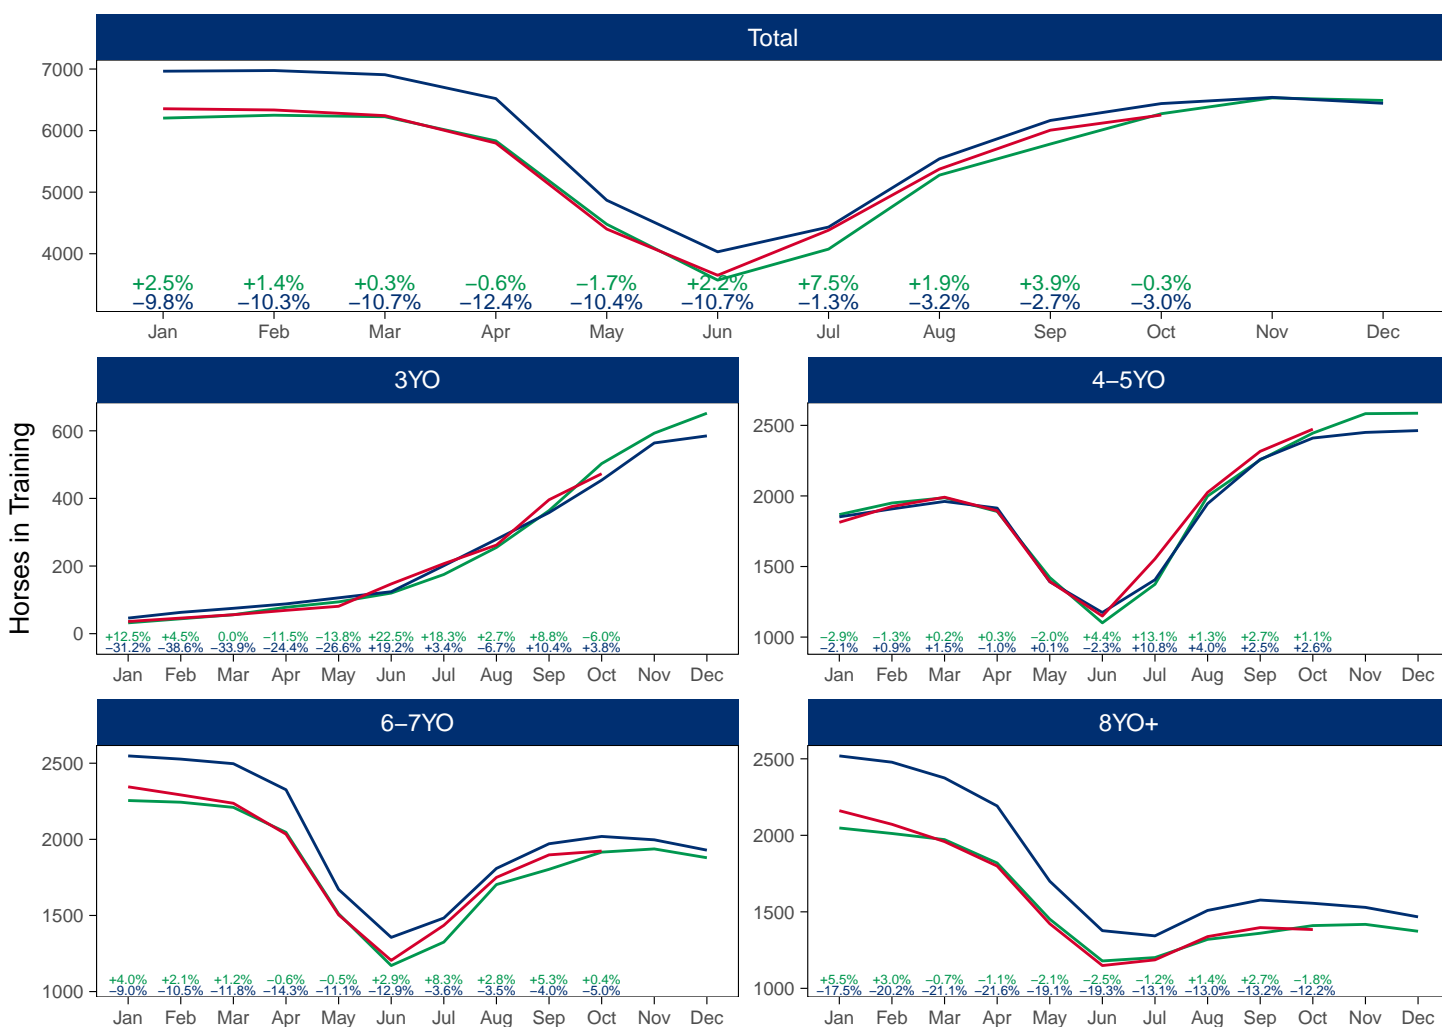 Total
7000
6000
5000
4000
+2.5% +1.4% +0.3% −0.6% −1.7% +2.2% +7.5% +1.9% +3.9% −0.3%
−9.8% −10.3% −10.7% −12.4% −10.4% −10.7% −1.3% −3.2% −2.7% −3.0%
Jan Feb Mar Apr May Jun Jul Aug Sep Oct Nov Dec
Horses in Training
3YO
600
400
200
0
+12.5% +4.5% 0.0% −11.5% −13.8% +22.5% +18.3% +2.7% +8.8% −6.0%
−31.2% −38.6% −33.9% −24.4% −26.6% +19.2% +3.4% −6.7% +10.4% +3.8%
Jan Feb Mar Apr May Jun Jul Aug Sep Oct Nov Dec
4−5YO
2500
2000
1500
1000
−2.9% −1.3% +0.2% +0.3% −2.0% +4.4% +13.1% +1.3% +2.7% +1.1%
−2.1% +0.9% +1.5% −1.0% +0.1% −2.3% +10.8% +4.0% +2.5% +2.6%
Jan Feb Mar Apr May Jun Jul Aug Sep Oct Nov Dec
6−7YO
2500
2000
1500
1000
+4.0% +2.1% +1.2% −0.6% −0.5% +2.9% +8.3% +2.8% +5.3% +0.4%
−9.0% −10.5% −11.8% −14.3% −11.1% −12.9% −3.6% −3.5% −4.0% −5.0%
Jan Feb Mar Apr May Jun Jul Aug Sep Oct Nov Dec
8YO+
2500
2000
1500
1000
+5.5% +3.0% −0.7% −1.1% −2.1% −2.5% −1.2% +1.4% +2.7% −1.8%
−17.5% −20.2% −21.1% −21.6% −19.1% −19.3% −13.1% −13.0% −13.2% −12.2%
Jan Feb Mar Apr May Jun Jul Aug Sep Oct Nov Dec